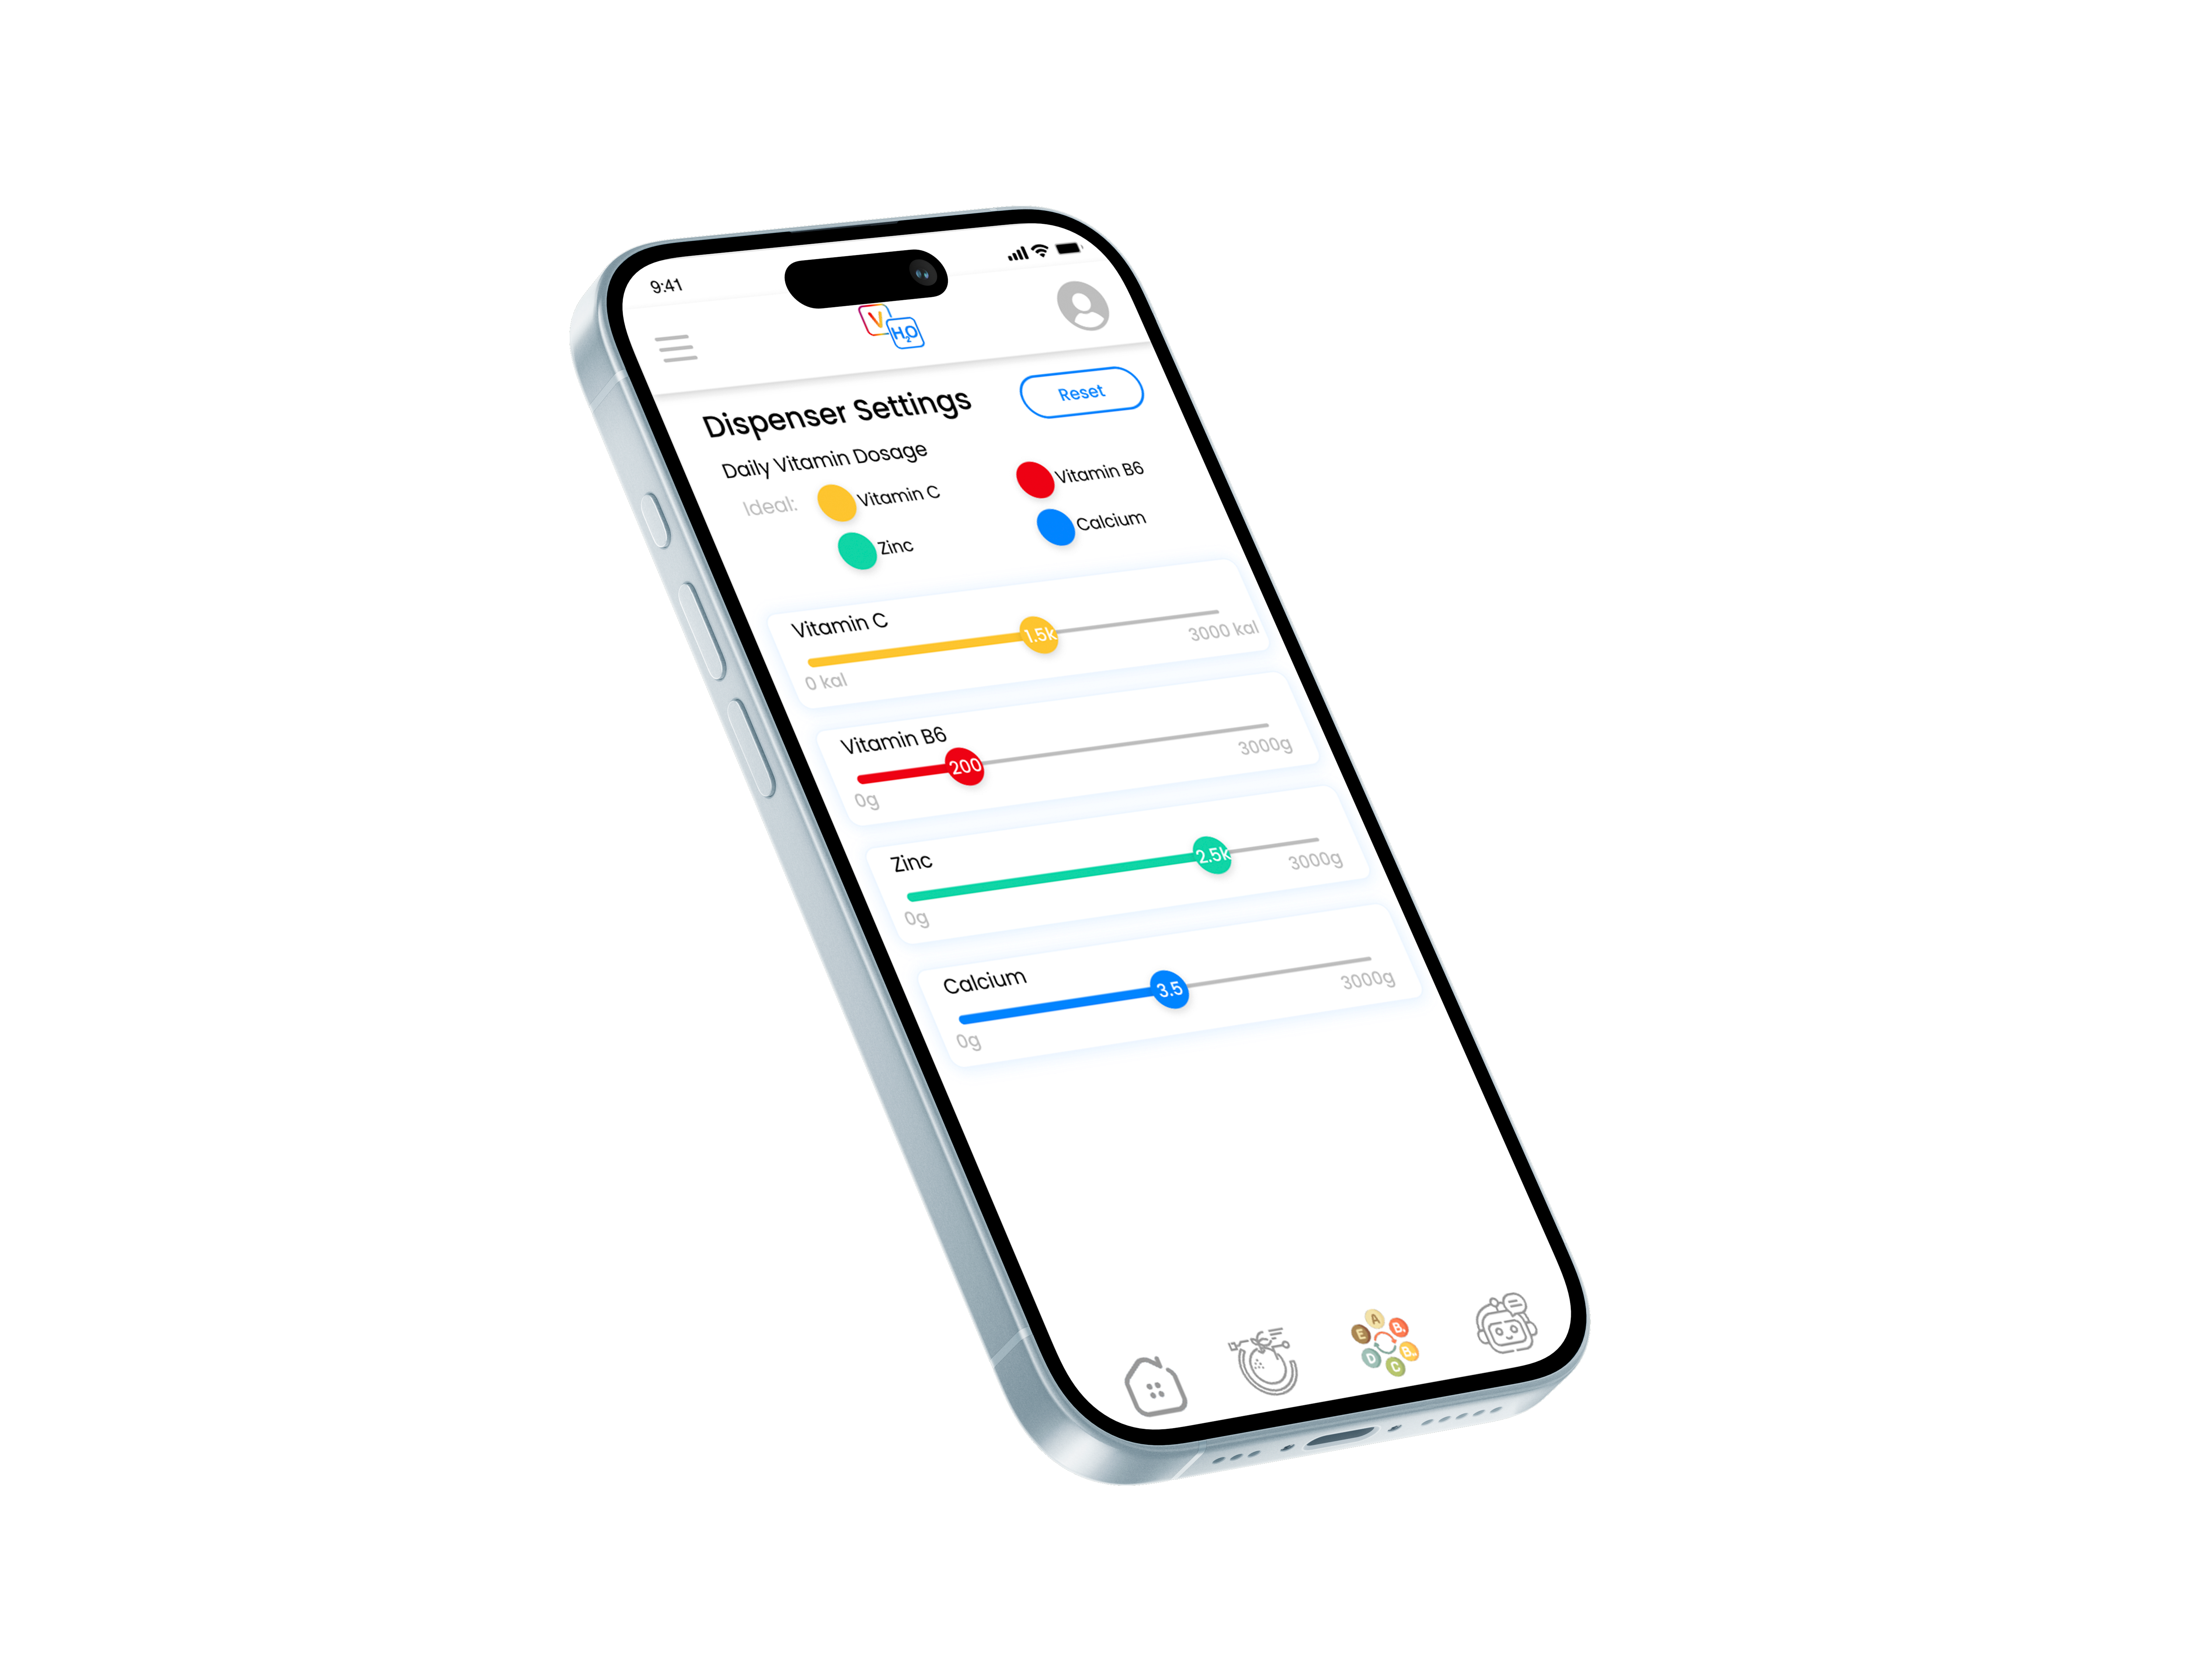 9:41
V
H2O
Dispenser Settings
Reset
Daily Vitamin Dosage
Ideal:
Vitamin C
Vitamin B6
Zinc
Calcium
Vitamin C
1.5k
0 kal
3000 kal
Vitamin B6
200
0g
3000g
Zinc
2.5k
0g
3000g
Calcium
3.5
0g
3000g
A
E
B
D
B
C